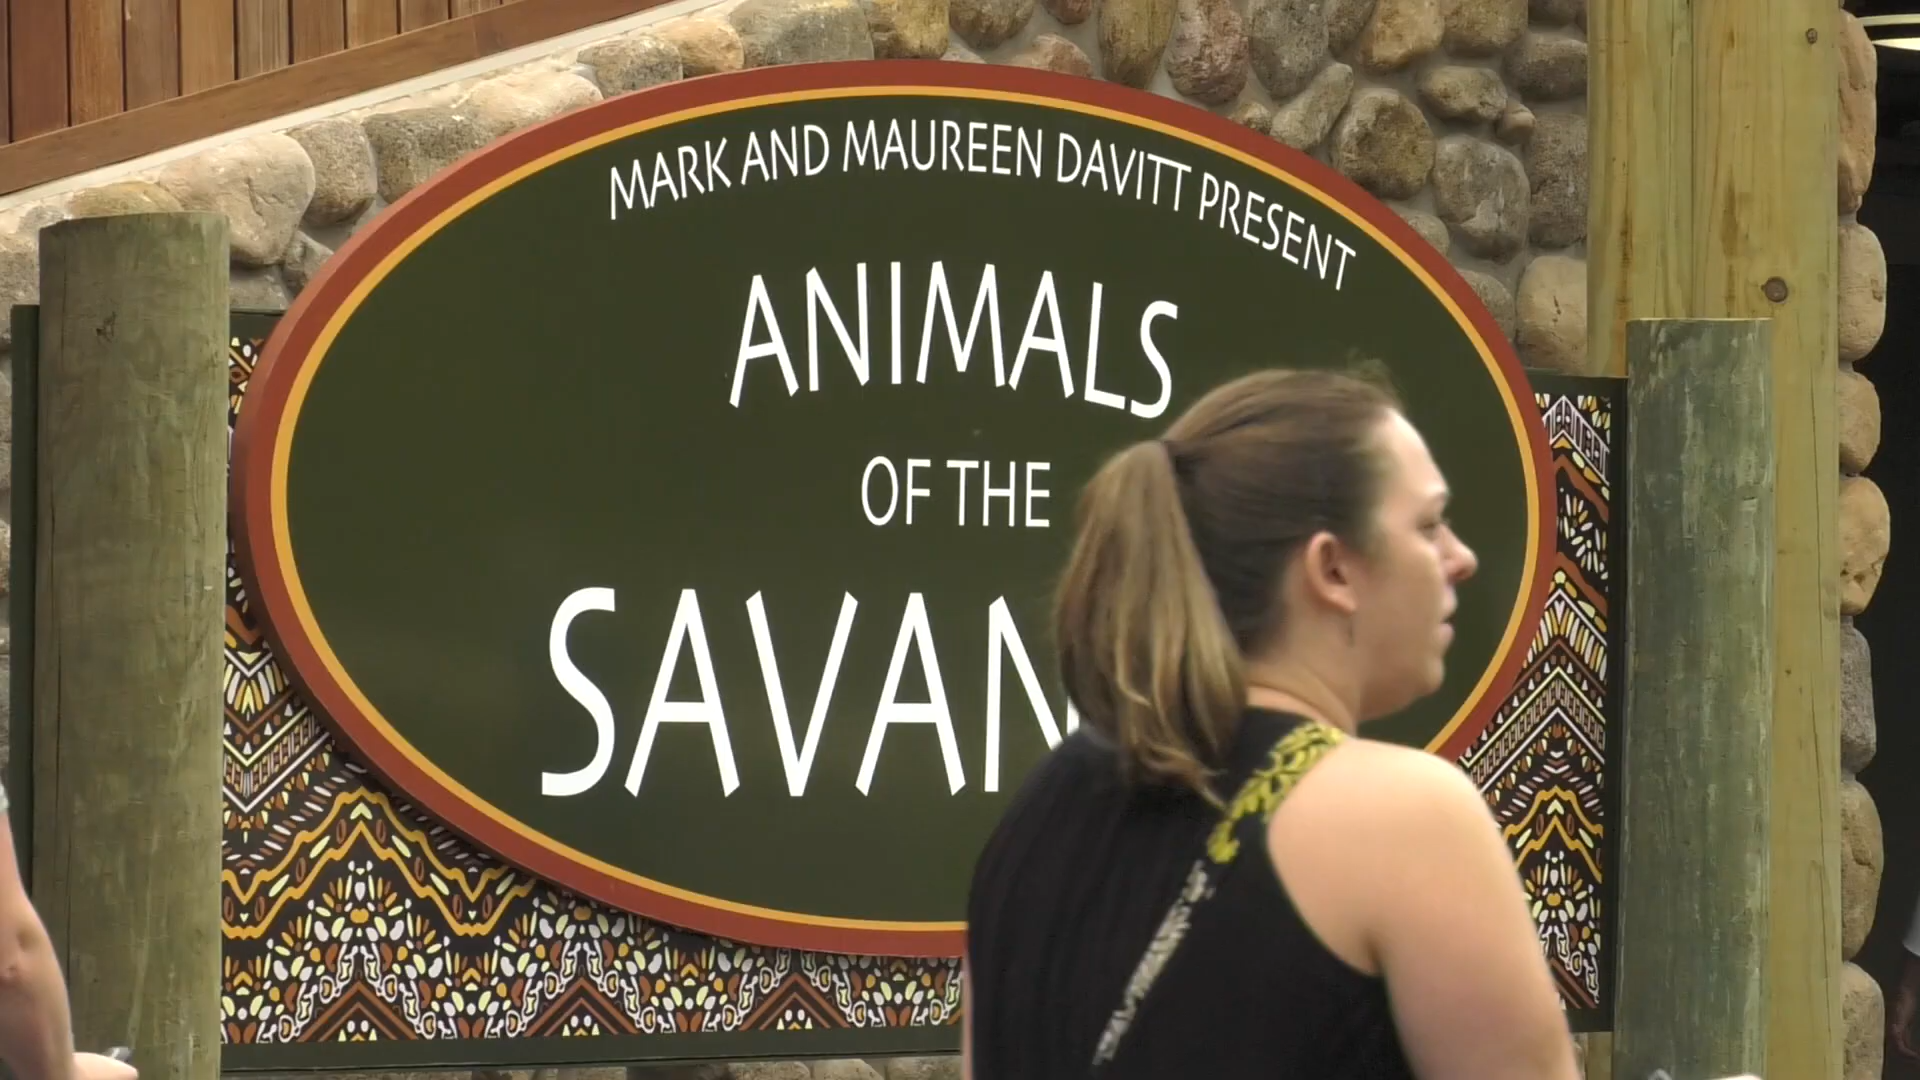 MARK AND MAUREEN DAVITT PRESENT
ANIMALS
OF THE
SAVAN